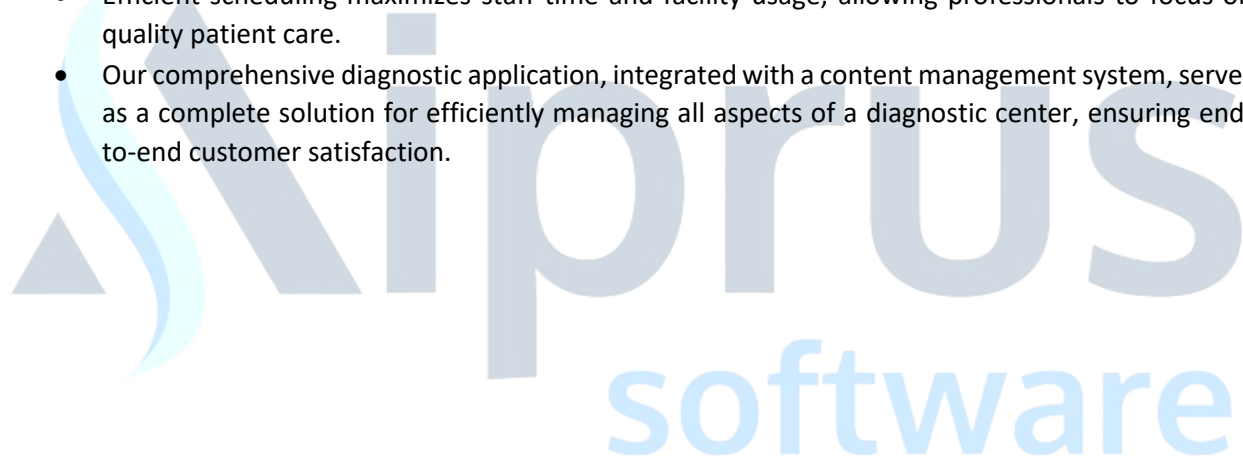 Efficient scheduling maximizes staff time and facility usage, allowing professionals to focus o
quality patient care.
• Our comprehensive diagnostic application, integrated with a content management system, serve
as a complete solution for efficiently managing all aspects of a diagnostic center, ensuring end
to-end customer satisfaction.
Aiprus
software